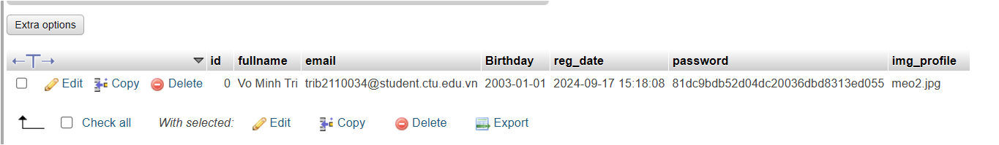 Extra options
id fullname email Birthday reg_date password img_profile
Edit Copy Delete 0 Vo Minh Tri trib2110034@student.ctu.edu.vn 2003-01-01 2024-09-17 15:18:08 81dc9bdb52d04dc20036dbd8313ed055 meo2.jpg
Check all With selected: Edit Copy Delete Export